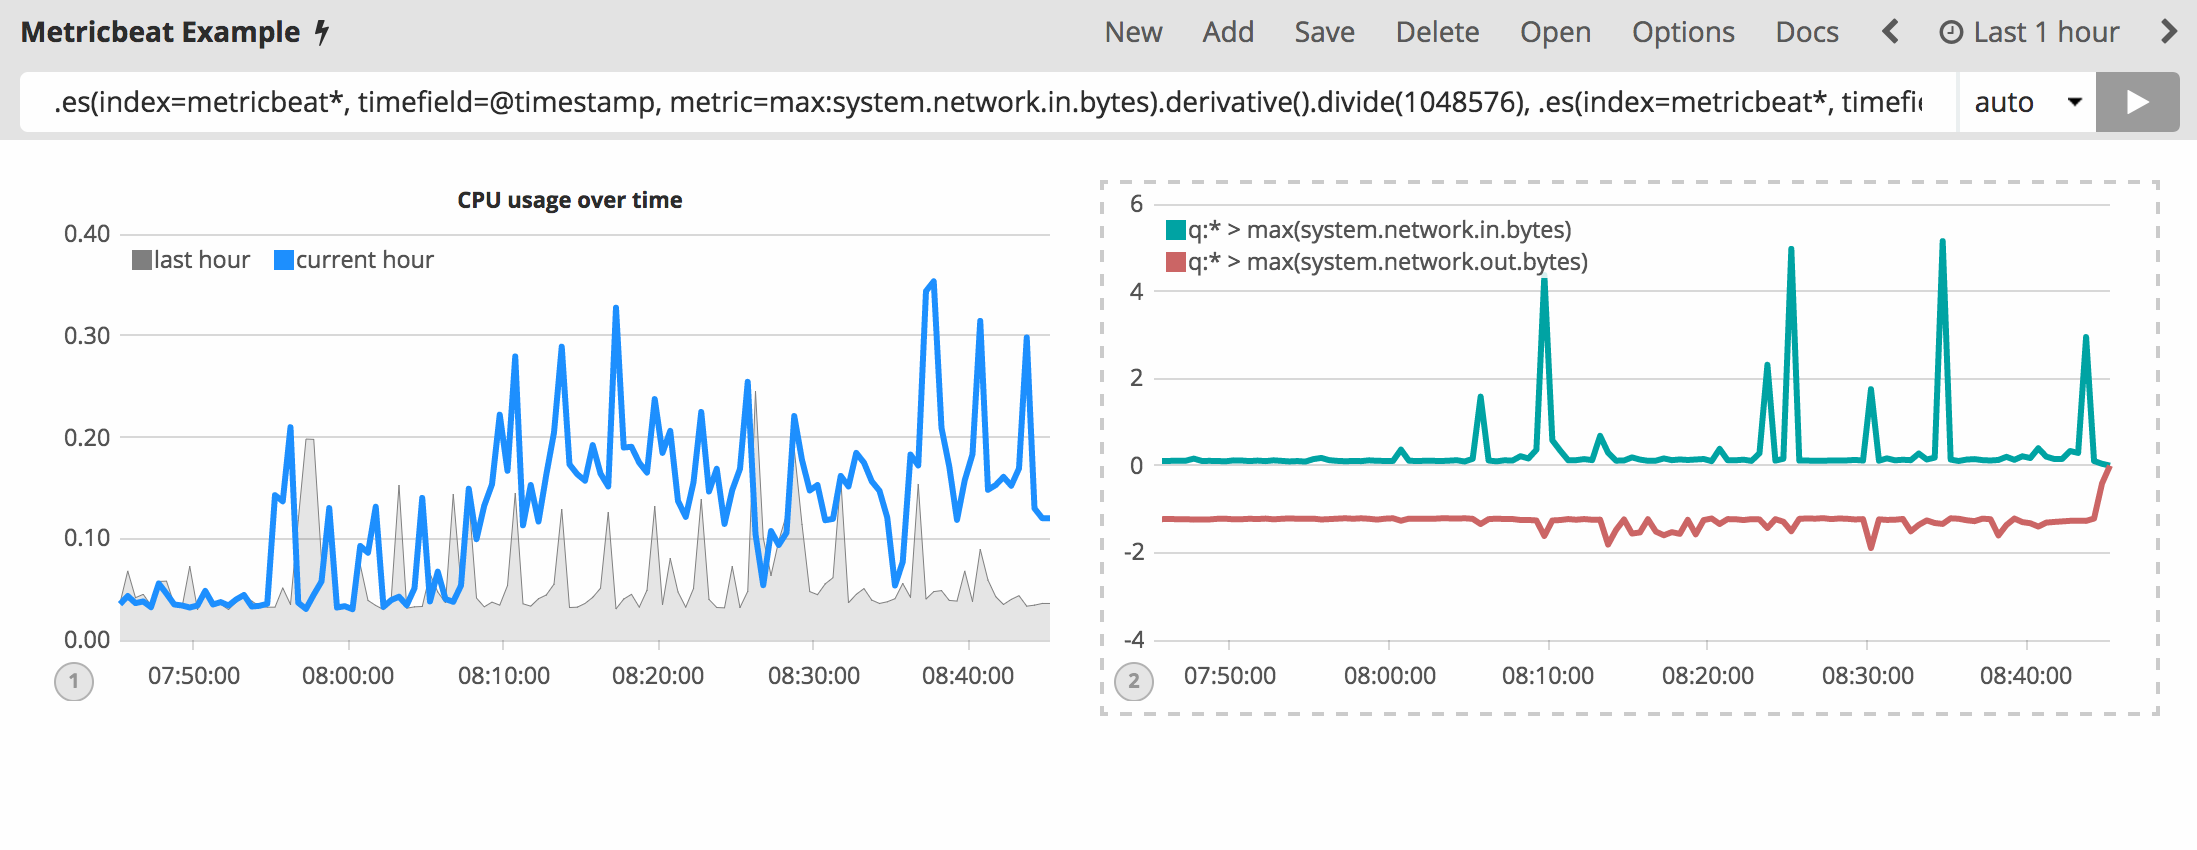 Metricbeat Example New Add Save Delete Open Options Docs Last 1 hour
.es(index=metricbeat*, timefield=@timestamp, metric=max:system.network.in.bytes).derivative().divide(1048576), .es(index=metricbeat*, timefi auto
CPU usage over time
0.40
last hour current hour
0.30
0.20
0.10
0.00
07:50:00 08:00:00 08:10:00 08:20:00 08:30:00 08:40:00
1
6
q:* > max(system.network.in.bytes)
q:* > max(system.network.out.bytes)
4
2
0
-2
-4
07:50:00 08:00:00 08:10:00 08:20:00 08:30:00 08:40:00
2